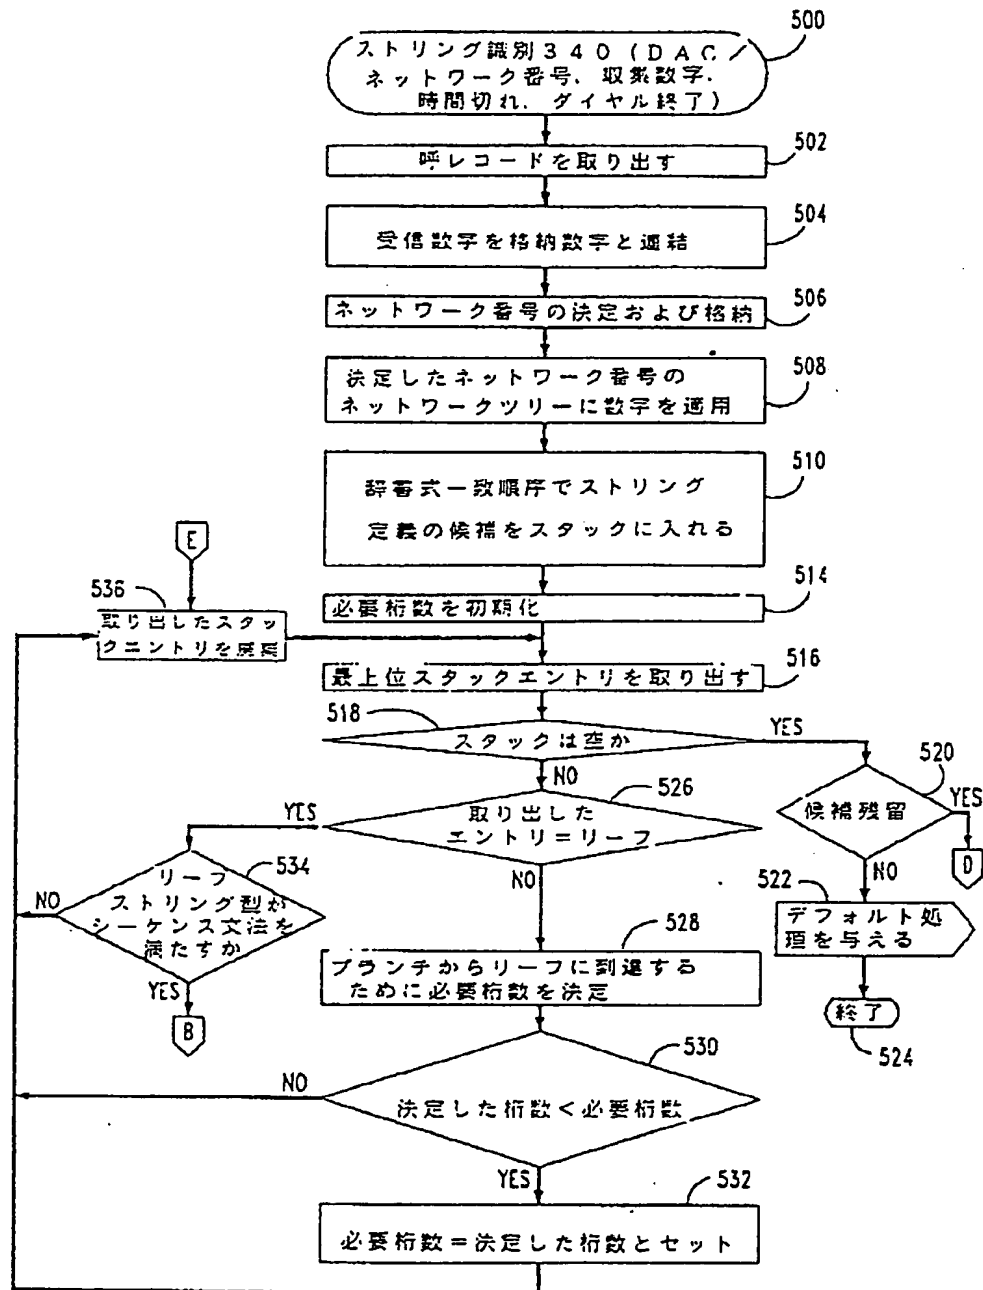 500
ストリング識別340(DAC/
ネットワーク番号,取集数字,
時間切れ,ダイヤル終了)
502
呼レコードを取り出す
504
受信数字を格納数字と連結
506
ネットワーク番号の決定および格納
508
決定したネットワーク番号の
ネットワークツリーに数字を適用
510
辞書式一致順序でストリング
定義の候補をスタックに入れる
E
514
必要桁数を初期化
536
取り出したスタッ
クエントリを廃棄
516
最上位スタックエントリを取り出す
518
スタックは空か
YES
NO
520
候補残留
YES
D
NO
526
取り出した
エントリ=リーフ
YES
NO
534
リーフ
ストリング型が
シーケンス文法を
満たすか
NO
YES
B
522
デフォルト処
理を与える
終了
524
528
ブランチからリーフに到達する
ために必要桁数を決定
530
決定した桁数<必要桁数
NO
YES
532
必要桁数=決定した桁数とセット